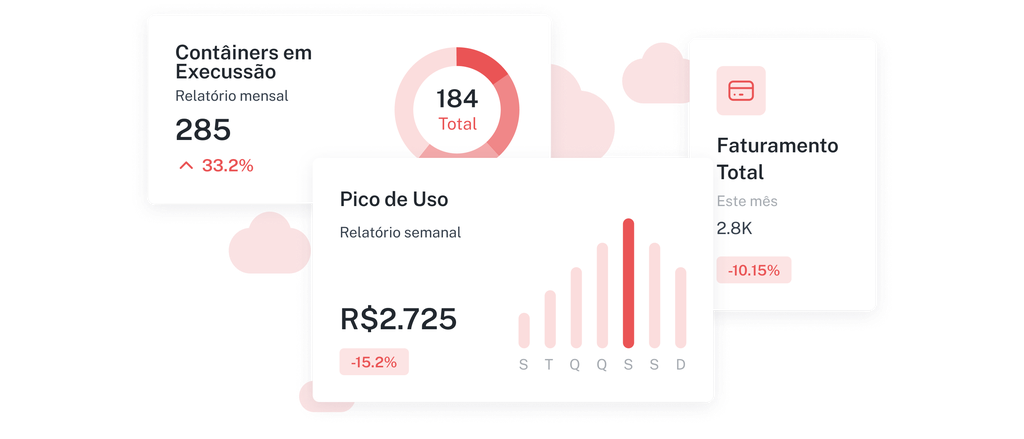 Contâiners em
Execussão
Relatório mensal
285
33.2%
184
Total
Pico de Uso
Relatório semanal
R$2.725
-15.2%
S T Q Q S S D
Faturamento
Total
Este mês
2.8K
-10.15%